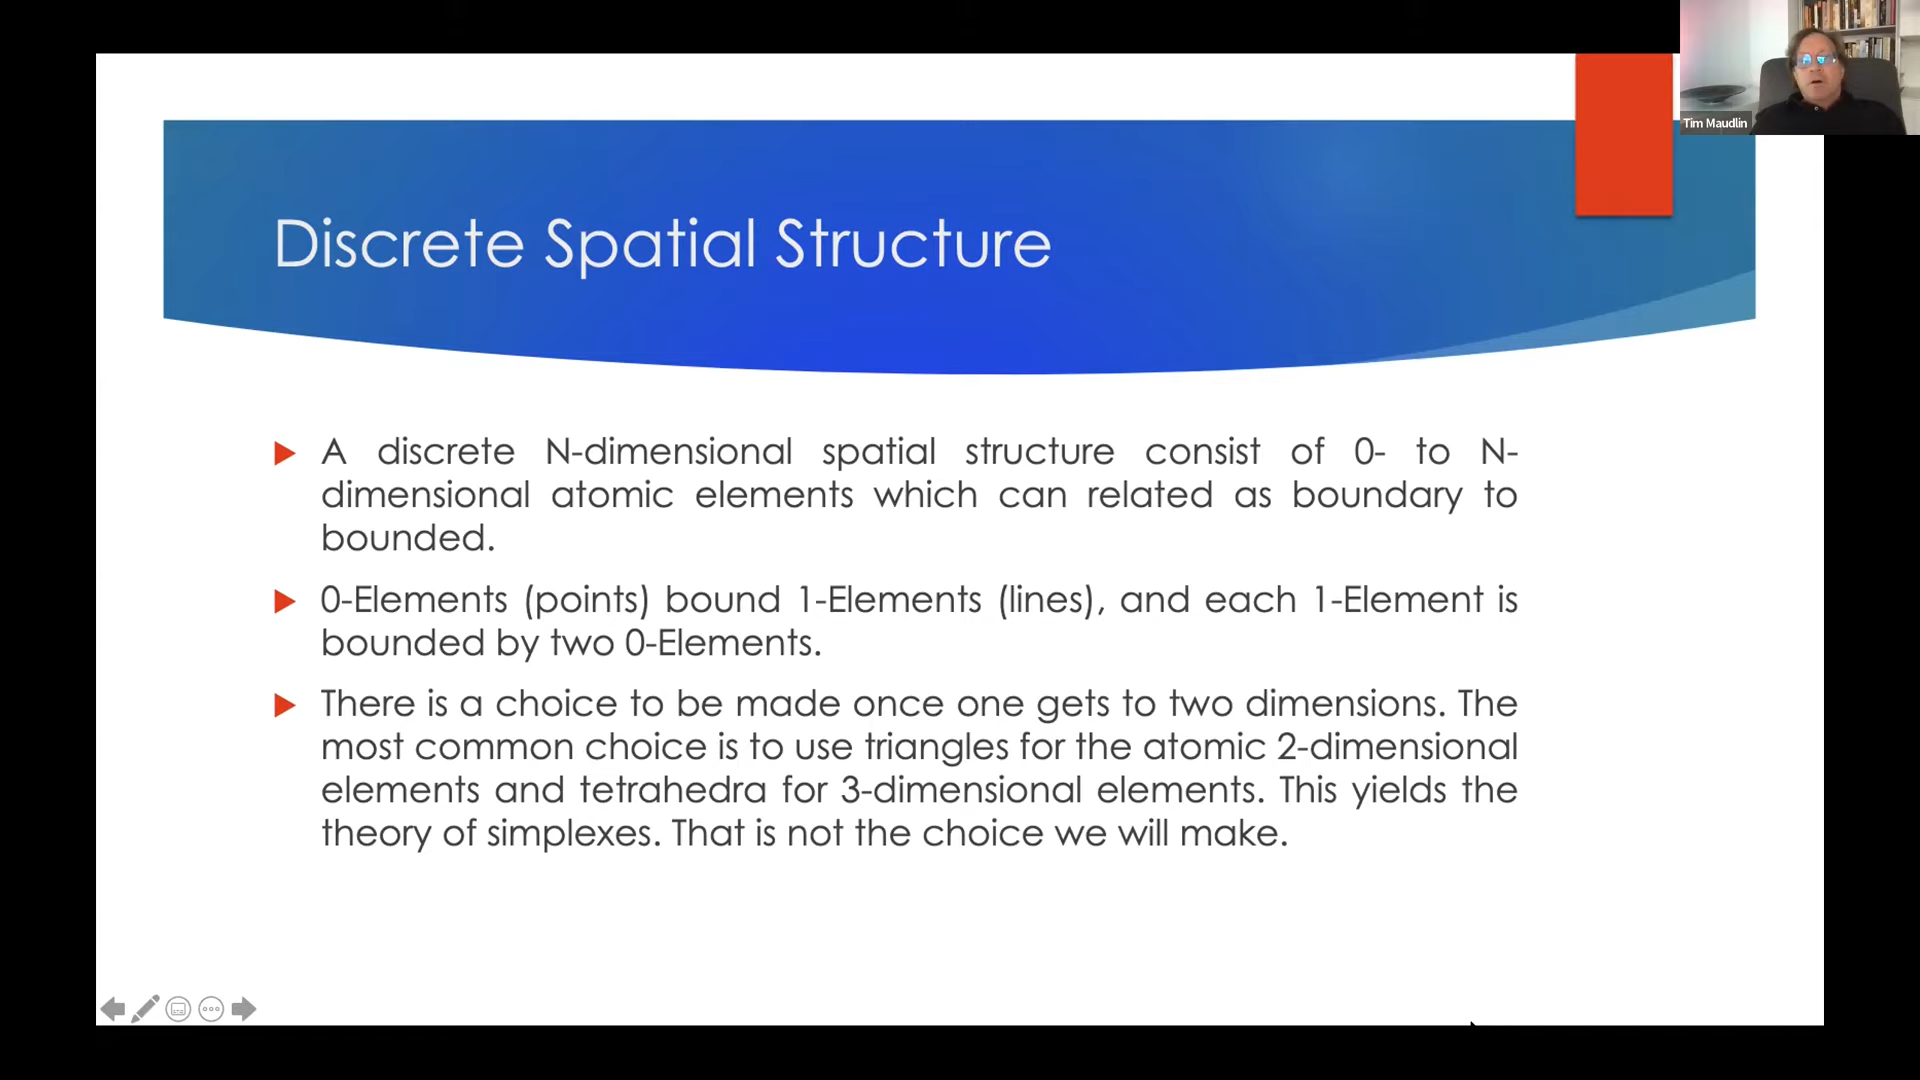 Tim Maudlin
Discrete Spatial Structure
A discrete N-dimensional spatial structure consist of 0- to N-
dimensional atomic elements which can related as boundary to
bounded.
0-Elements (points) bound 1-Elements (lines), and each 1-Element is
bounded by two 0-Elements.
There is a choice to be made once one gets to two dimensions. The
most common choice is to use triangles for the atomic 2-dimensional
elements and tetrahedra for 3-dimensional elements. This yields the
theory of simplexes. That is not the choice we will make.